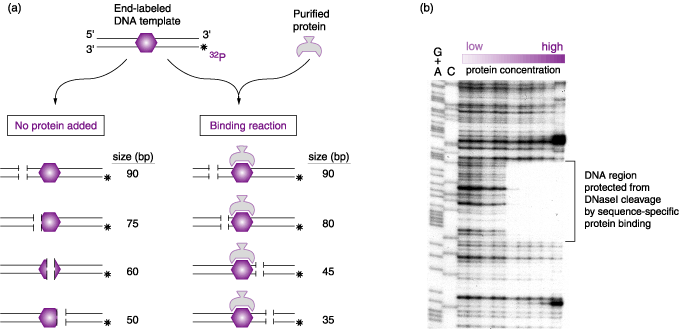 (a)
End-labeled
DNA template
5' 3'
3'
32P
Purified
protein
No protein added
Binding reaction
size (bp)
size (bp)
90
90
75
80
60
45
50
35
(b)
G
+
A
C
low high
protein concentration
DNA region
protected from
DNaseI cleavage
by sequence-specific
protein binding